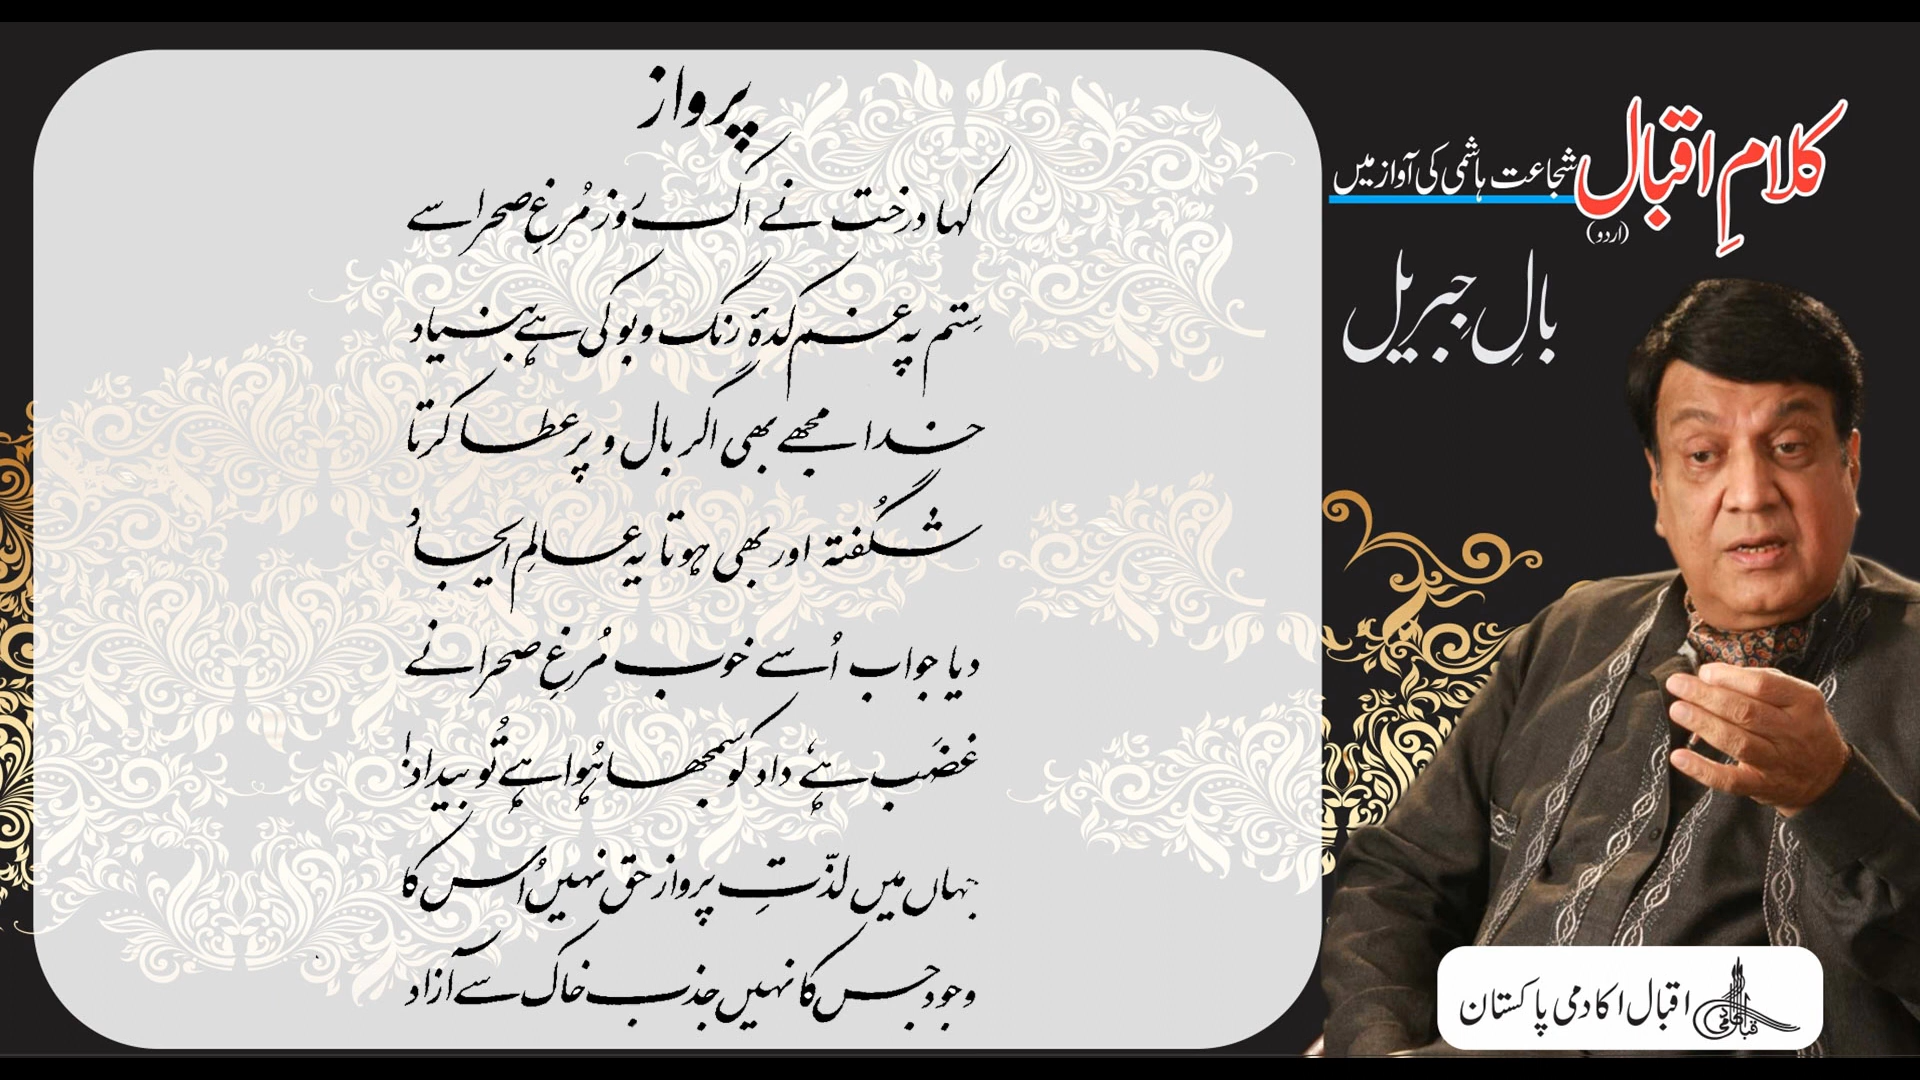 پرواز
کہا درخت نے اک روز مُرغِ صحرا سے
سِتم پہ غم کدۂ رنگ و بو کی ہے بنیاد
خدا مجھے بھی اگر بال و پر عطا کرتا
شگُفتہ اور بھی ہوتا یہ عالمِ ایجاد
دیا جواب اُسے خوب مُرغِ صحرا نے
غضَب ہے داد کو سمجھا ہُوا ہے تُو بیداد!
جہاں میں لذّتِ پرواز حق نہیں اُس کا
وجود جس کا نہیں جذبِ خاک سے آزاد
کلامِ اقبال شجاعت ہاشمی کی آواز میں
(اردو)
بالِ جبریل
اقبال اکادمی پاکستان